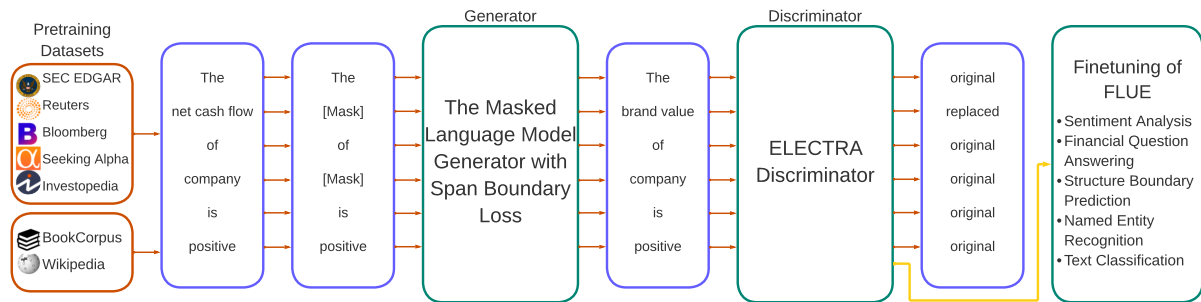 Pretraining
Datasets
SEC EDGAR
Reuters
Bloomberg
Seeking Alpha
Investopedia
BookCorpus
Wikipedia
The
net cash flow
of
company
is
positive
The
[Mask]
of
[Mask]
is
positive
Generator
The Masked
Language Model
Generator with
Span Boundary
Loss
The
brand value
of
company
is
positive
Discriminator
ELECTRA
Discriminator
original
replaced
original
original
original
original
Finetuning of
FLUE
• Sentiment Analysis
• Financial Question
Answering
• Structure Boundary
Prediction
• Named Entity
Recognition
• Text Classification